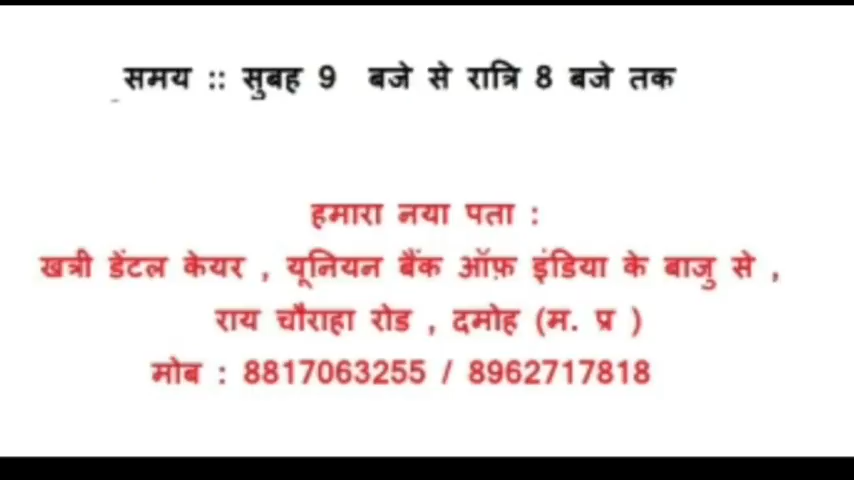 समय :: सुबह 9 बजे से रात्रि 8 बजे तक
हमारा नया पता :
खत्री डेंटल केयर , यूनियन बैंक ऑफ़ इंडिया के बाजु से ,
राय चौराहा रोड , दमोह (म. प्र )
मोब : 8817063255 / 8962717818